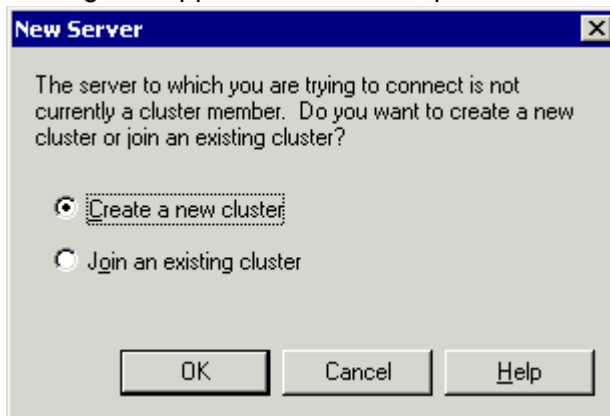 New Server
The server to which you are trying to connect is not
currently a cluster member. Do you want to create a new
cluster or join an existing cluster?
Create a new cluster
Join an existing cluster
OK Cancel Help